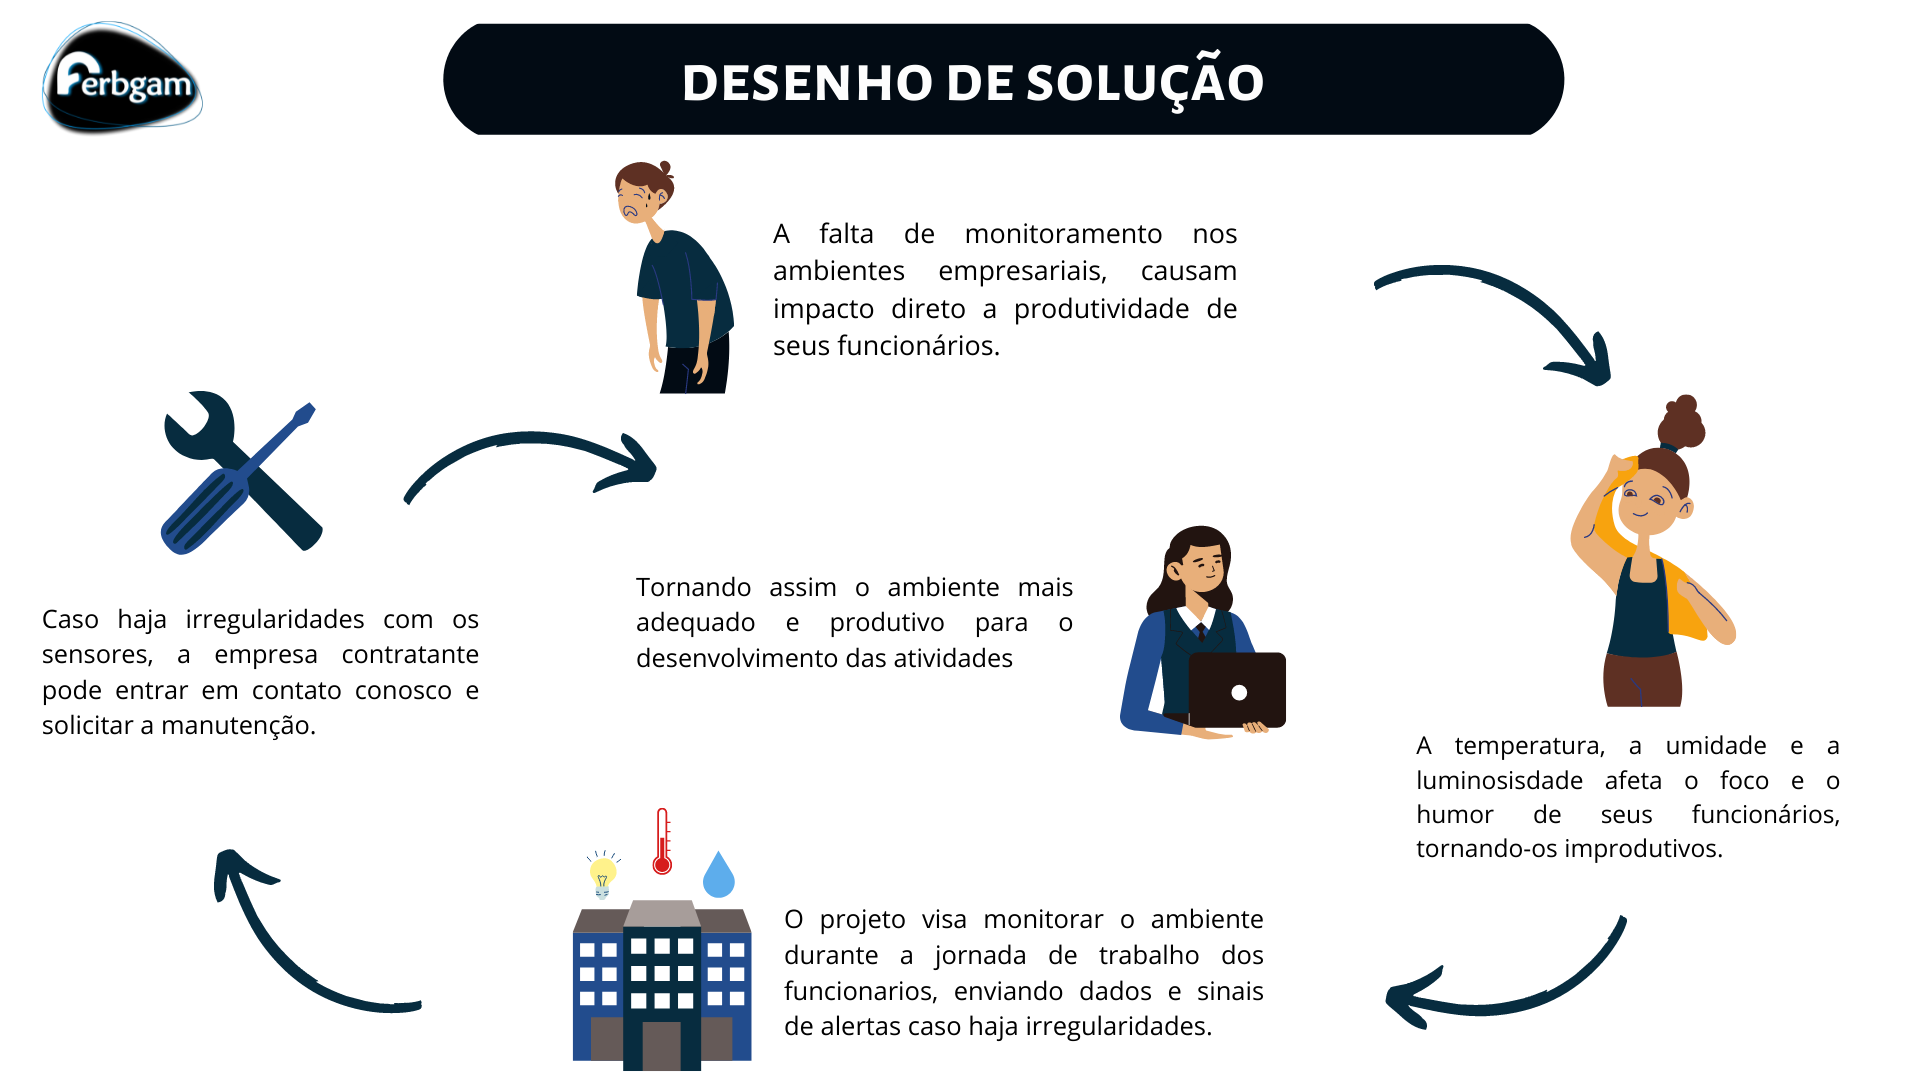 Ferbgam
DESENHO DE SOLUÇÃO
A falta de monitoramento nos
ambientes empresariais, causam
impacto direto a produtividade de
seus funcionários.
A temperatura, a umidade e a
luminosisdade afeta o foco e o
humor de seus funcionários,
tornando-os improdutivos.
O projeto visa monitorar o ambiente
durante a jornada de trabalho dos
funcionarios, enviando dados e sinais
de alertas caso haja irregularidades.
Caso haja irregularidades com os
sensores, a empresa contratante
pode entrar em contato conosco e
solicitar a manutenção.
Tornando assim o ambiente mais
adequado e produtivo para o
desenvolvimento das atividades